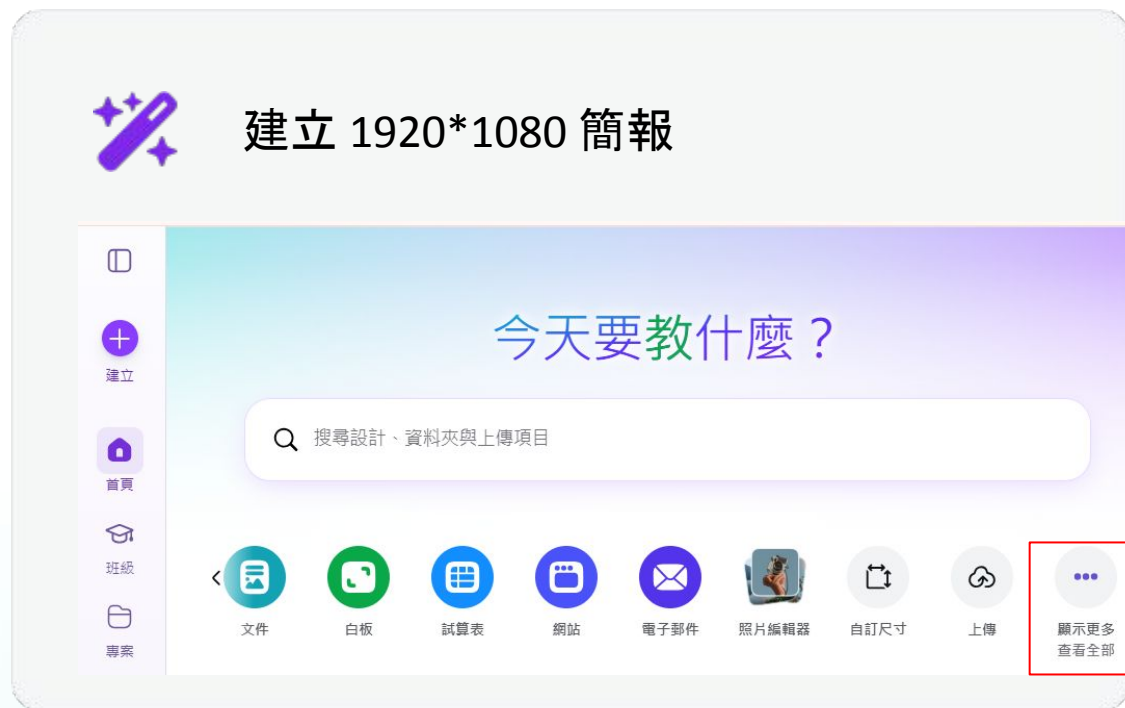 建立 1920*1080 簡報
今天要教什麼？
建立
搜尋設計、資料夾與上傳項目
首頁
班級
文件
白板
試算表
網站
電子郵件
照片編輯器
自訂尺寸
上傳
顯示更多
查看全部
專案